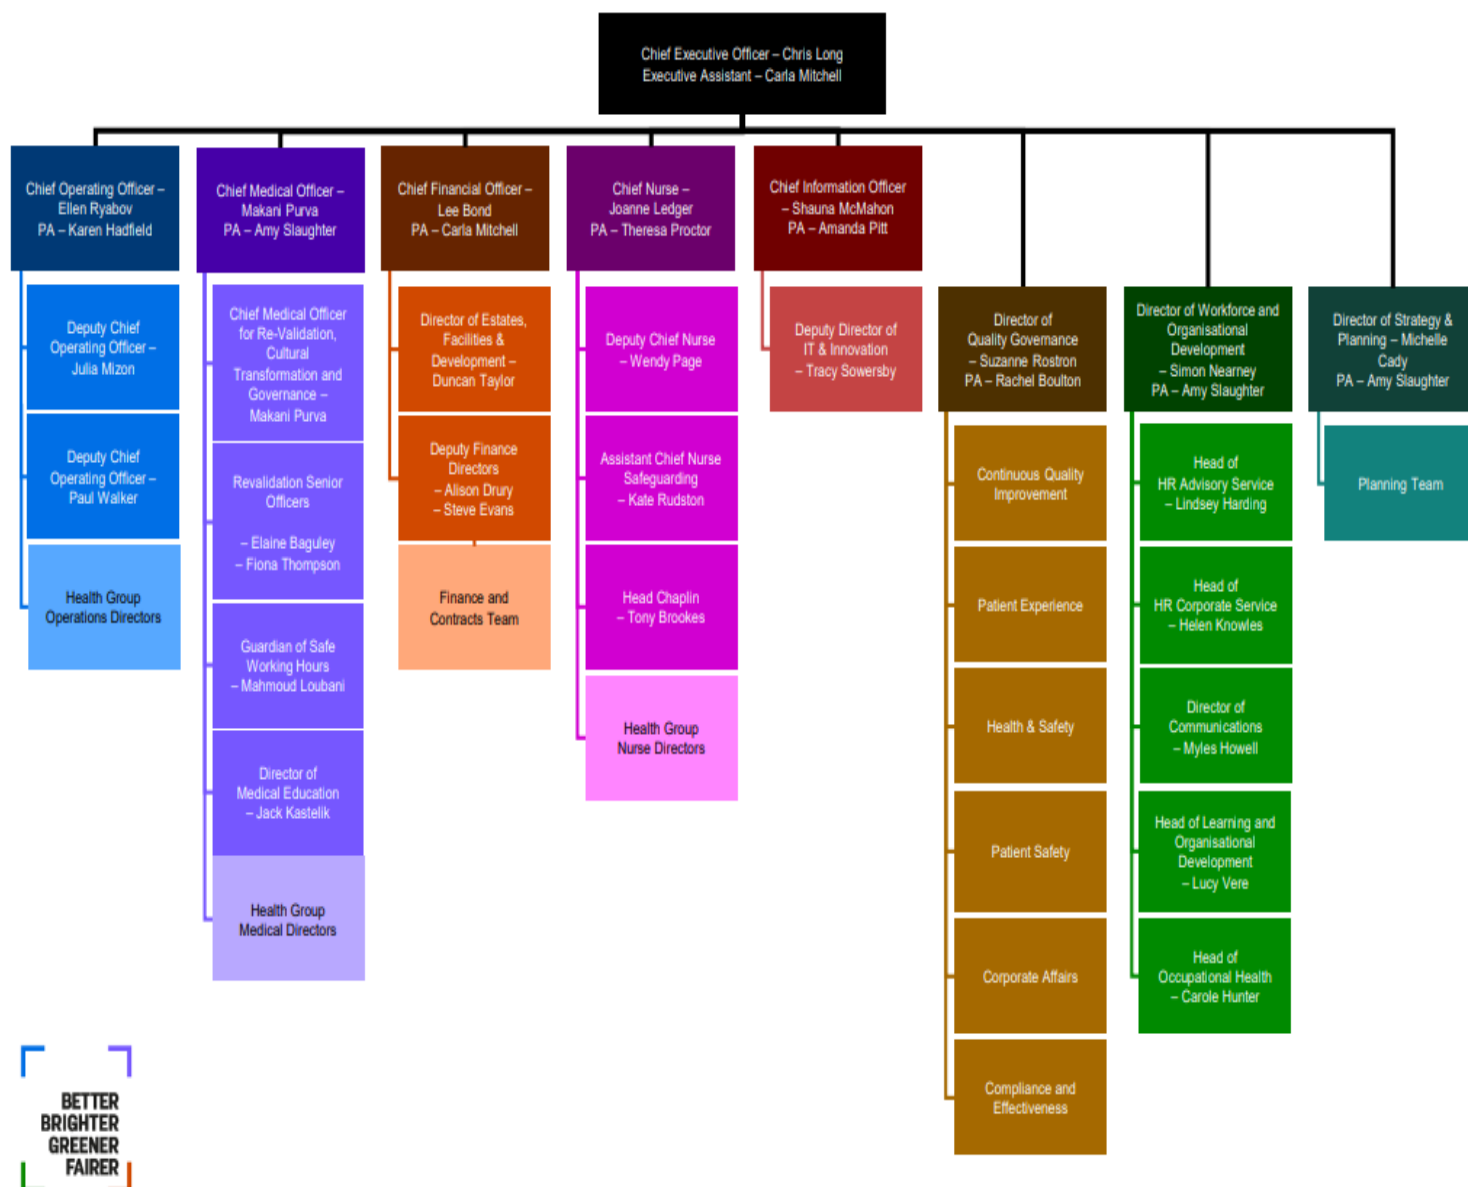 Chief Executive Officer – Chris Long
Executive Assistant – Carla Mitchell
Chief Operating Officer –
Ellen Ryabov
PA – Karen Hadfield
Deputy Chief
Operating Officer –
Julia Mizon
Deputy Chief
Operating Officer –
Paul Walker
Health Group
Operations Directors
Chief Medical Officer –
Makani Purva
PA – Amy Slaughter
Chief Medical Officer
for Re-Validation,
Cultural
Transformation and
Governance –
Makani Purva
Revalidation Senior
Officers
– Elaine Baguley
– Fiona Thompson
Guardian of Safe
Working Hours
– Mahmoud Loubani
Director of
Medical Education
– Jack Kastelik
Health Group
Medical Directors
Chief Financial Officer –
Lee Bond
PA – Carla Mitchell
Director of Estates,
Facilities &
Development –
Duncan Taylor
Deputy Finance
Directors
– Alison Drury
– Steve Evans
Finance and
Contracts Team
Chief Nurse –
Joanne Ledger
PA – Theresa Proctor
Deputy Chief Nurse
– Wendy Page
Assistant Chief Nurse
Safeguarding
– Kate Rudston
Head Chaplin
– Tony Brookes
Health Group
Nurse Directors
Chief Information Officer
– Shauna McMahon
PA – Amanda Pitt
Deputy Director of
IT & Innovation
– Tracy Sowersby
Director of
Quality Governance
– Suzanne Rostron
PA – Rachel Boulton
Continuous Quality
Improvement
Patient Experience
Health & Safety
Patient Safety
Corporate Affairs
Compliance and
Effectiveness
Director of Workforce and
Organisational
Development
– Simon Nearney
PA – Amy Slaughter
Head of
HR Advisory Service
– Lindsey Harding
Head of
HR Corporate Service
– Helen Knowles
Director of
Communications
– Myles Howell
Head of Learning and
Organisational
Development
– Lucy Vere
Head of
Occupational Health
– Carole Hunter
Director of Strategy &
Planning – Michelle
Cady
PA – Amy Slaughter
Planning Team
BETTER
BRIGHTER
GREENER
FAIRER